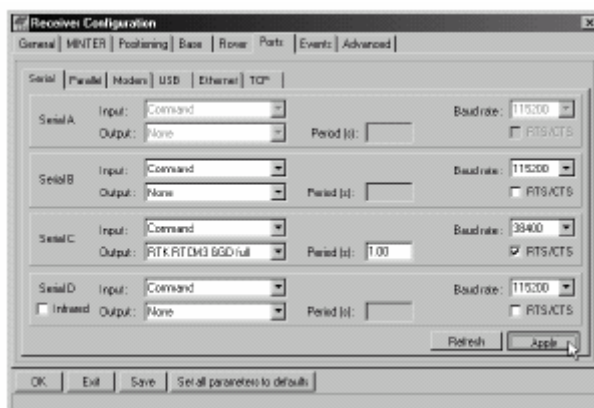 Receiver Configuration
General MINTER Positioning Base Rover Ports Events Advanced
Serial Parallel Modem USB Ethernet TCP
Serial A Input: Command Baud rate: 115200
Output: None Period (s): RTS/CTS
Serial B Input: Command Baud rate: 115200
Output: None Period (s): RTS/CTS
Serial C Input: Command Baud rate: 38400
Output: RTK RTCM3 GGD full Period (s): 1.00 RTS/CTS
Serial D Input: Command Baud rate: 115200
Infrared Output: None Period (s): RTS/CTS
Refresh Apply
OK Exit Save Set all parameters to defaults